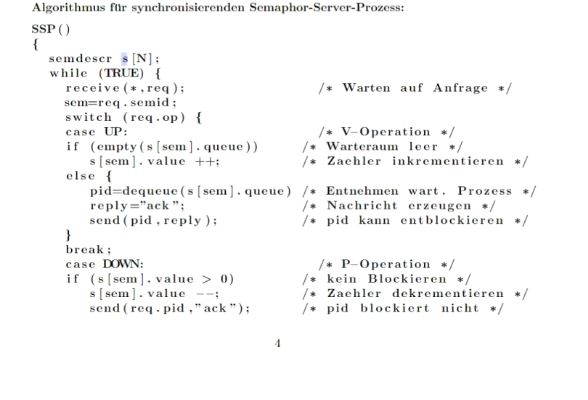 Algorithmus für synchronisierenden Semaphor-Server-Prozess:
SSP()
{
semdescr s[N];
while (TRUE) {
receive(*,req); /* Warten auf Anfrage */
sem=req.semid;
switch (req.op) {
case UP: /* V-Operation */
if (empty(s[sem].queue)) /* Warteraum leer */
s[sem].value ++; /* Zaehler inkrementieren */
else {
pid=dequeue(s[sem].queue) /* Entnehmen wart. Prozess */
reply="ack"; /* Nachricht erzeugen */
send(pid,reply); /* pid kann entblockieren */
}
break;
case DOWN: /* P-Operation */
if (s[sem].value > 0) /* kein Blockieren */
s[sem].value --; /* Zaehler dekrementieren */
send(req.pid,"ack"); /* pid blockiert nicht */
4